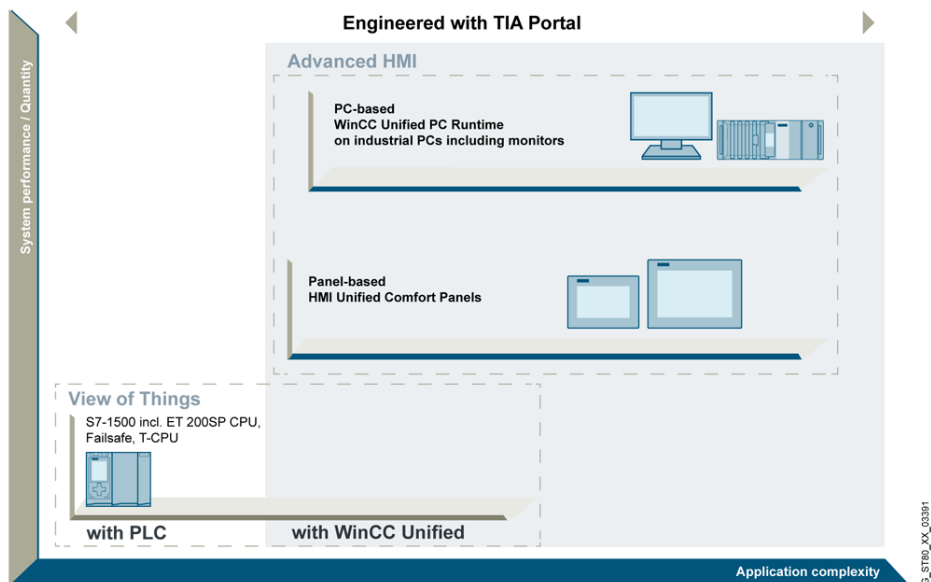 Engineered with TIA Portal
System performance / Quantity
Advanced HMI
PC-based
WinCC Unified PC Runtime
on industrial PCs including monitors
Panel-based
HMI Unified Comfort Panels
View of Things
S7-1500 incl. ET 200SP CPU,
Failsafe, T-CPU
with PLC
with WinCC Unified
Application complexity
G_ST80_XX_03391